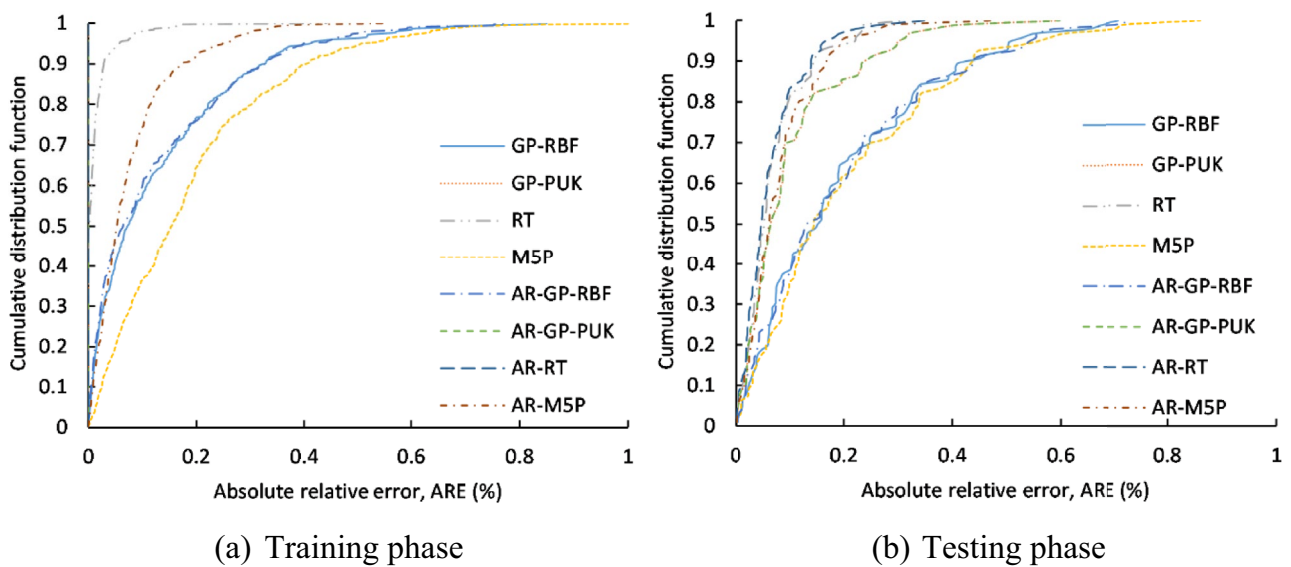 Cumulative distribution function
1
0.9
0.8
0.7
0.6
0.5
0.4
0.3
0.2
0.1
0
0 0.2 0.4 0.6 0.8 1
Absolute relative error, ARE (%)
GP-RBF
GP-PUK
RT
M5P
AR-GP-RBF
AR-GP-PUK
AR-RT
AR-M5P
(a) Training phase
Cumulative distribution function
1
0.9
0.8
0.7
0.6
0.5
0.4
0.3
0.2
0.1
0
0 0.2 0.4 0.6 0.8 1
Absolute relative error, ARE (%)
GP-RBF
GP-PUK
RT
M5P
AR-GP-RBF
AR-GP-PUK
AR-RT
AR-M5P
(b) Testing phase